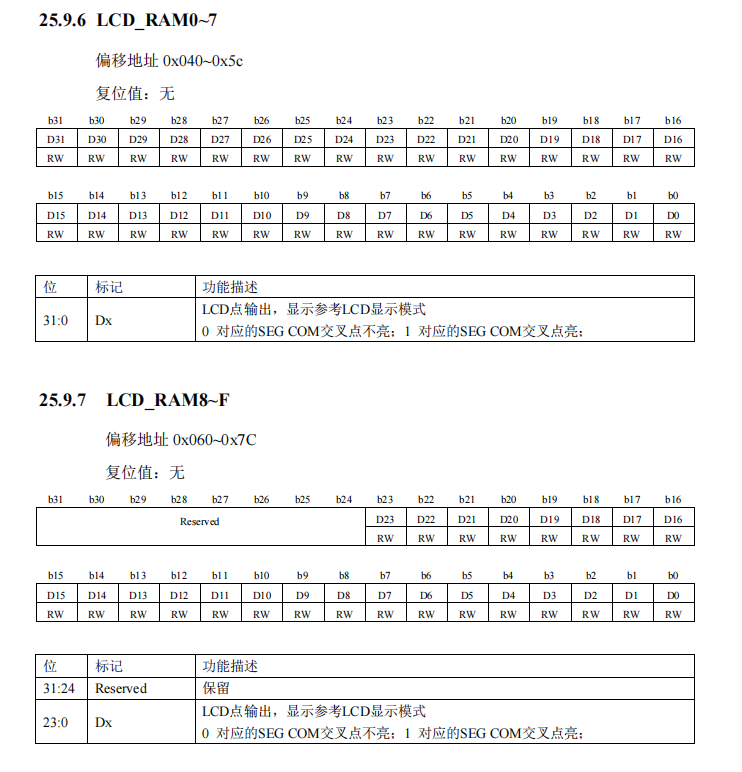 25.9.6 LCD_RAM0~7
偏移地址 0x040~0x5c
复位值：无
b31 b30 b29 b28 b27 b26 b25 b24 b23 b22 b21 b20 b19 b18 b17 b16
D31 D30 D29 D28 D27 D26 D25 D24 D23 D22 D21 D20 D19 D18 D17 D16
RW RW RW RW RW RW RW RW RW RW RW RW RW RW RW RW
b15 b14 b13 b12 b11 b10 b9 b8 b7 b6 b5 b4 b3 b2 b1 b0
D15 D14 D13 D12 D11 D10 D9 D8 D7 D6 D5 D4 D3 D2 D1 D0
RW RW RW RW RW RW RW RW RW RW RW RW RW RW RW RW
位 标记 功能描述
31:0 Dx LCD点输出，显示参考LCD显示模式
0 对应的SEG COM交叉点不亮；1 对应的SEG COM交叉点亮；
25.9.7 LCD_RAM8~F
偏移地址 0x060~0x7C
复位值：无
b31 b30 b29 b28 b27 b26 b25 b24 b23 b22 b21 b20 b19 b18 b17 b16
Reserved D23 D22 D21 D20 D19 D18 D17 D16
RW RW RW RW RW RW RW RW
b15 b14 b13 b12 b11 b10 b9 b8 b7 b6 b5 b4 b3 b2 b1 b0
D15 D14 D13 D12 D11 D10 D9 D8 D7 D6 D5 D4 D3 D2 D1 D0
RW RW RW RW RW RW RW RW RW RW RW RW RW RW RW RW
位 标记 功能描述
31:24 Reserved 保留
23:0 Dx LCD点输出，显示参考LCD显示模式
0 对应的SEG COM交叉点不亮；1 对应的SEG COM交叉点亮；